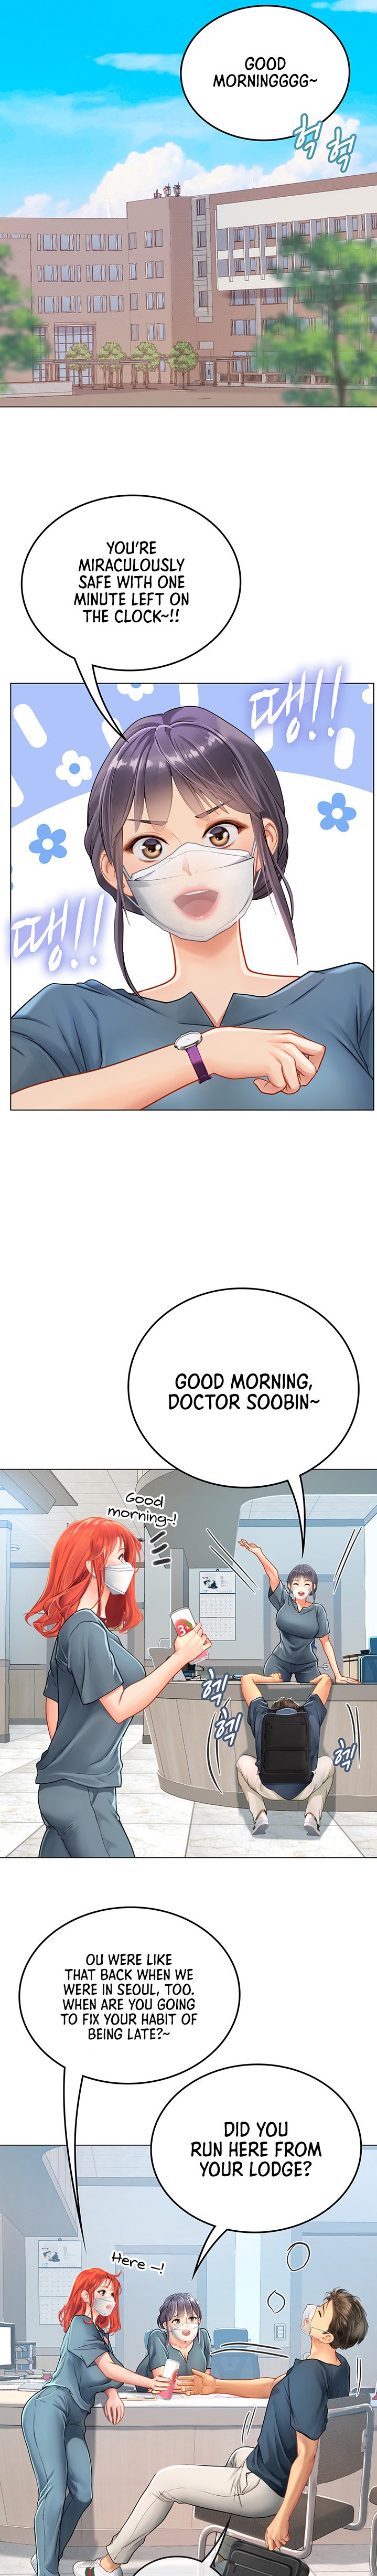 GOOD
MORNINGGGG~
헉
헉
YOU'RE
MIRACULOUSLY
SAFE WITH ONE
MINUTE LEFT ON
THE CLOCK~!!
땡!!
땡!!
GOOD MORNING,
DOCTOR SOOBIN~
Good
morning~!
3
헉
헉
헉
OU WERE LIKE
THAT BACK WHEN WE
WERE IN SEOUL, TOO.
WHEN ARE YOU GOING
TO FIX YOUR HABIT OF
BEING LATE?~
DID YOU
RUN HERE FROM
YOUR LODGE?
Here ~!